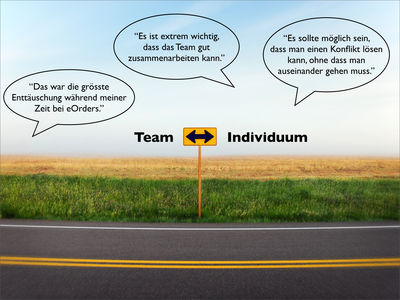 “Es ist extrem wichtig,
dass das Team gut
zusammenarbeiten kann.”
“Es sollte möglich sein,
dass man einen Konflikt lösen
kann, ohne dass man
auseinander gehen muss.”
“Das war die grösste
Enttäuschung während meiner
Zeit bei eOrders.”
Team Individuum